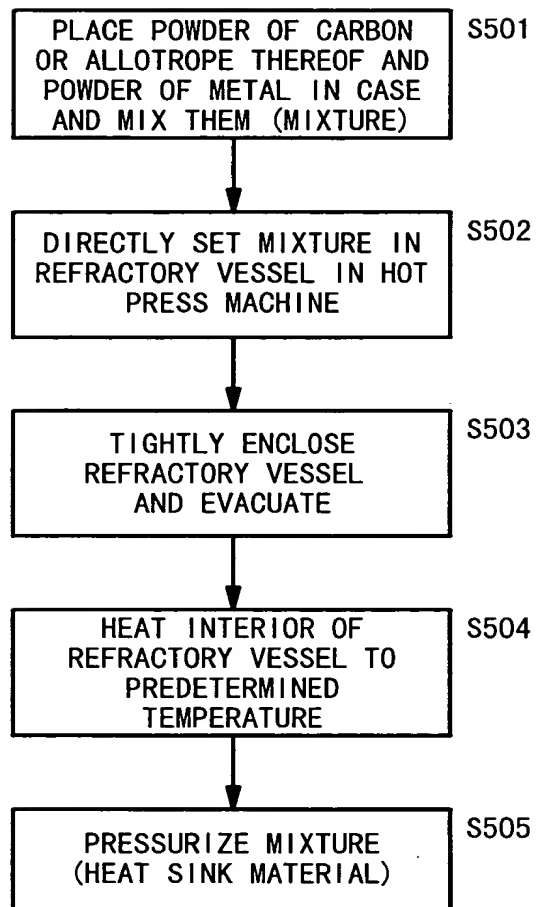 PLACE POWDER OF CARBON
OR ALLOTROPE THEREOF AND
POWDER OF METAL IN CASE
AND MIX THEM (MIXTURE)
S501
DIRECTLY SET MIXTURE IN
REFRACTORY VESSEL IN HOT
PRESS MACHINE
S502
TIGHTLY ENCLOSE
REFRACTORY VESSEL
AND EVACUATE
S503
HEAT INTERIOR OF
REFRACTORY VESSEL TO
PREDETERMINED
TEMPERATURE
S504
PRESSURIZE MIXTURE
(HEAT SINK MATERIAL)
S505